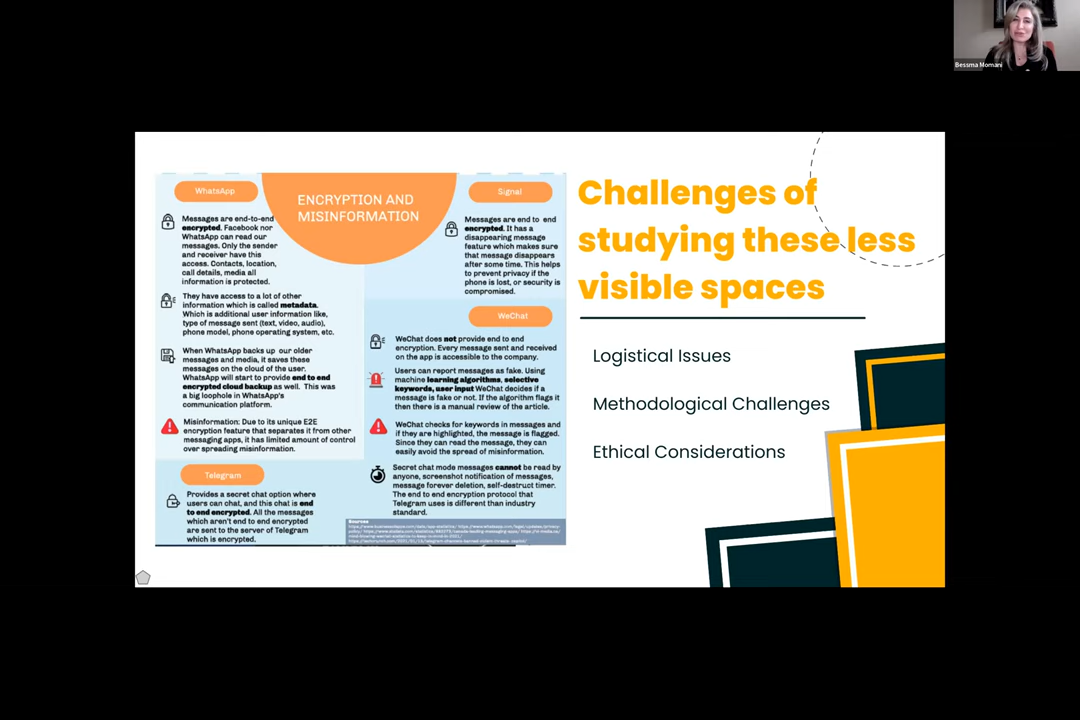 Bessma Momani
WhatsApp
ENCRYPTION AND
MISINFORMATION
Signal
Messages are end-to-end
encrypted. Facebook nor
WhatsApp can read our
messages. Only the sender
and receiver have this
access. Contacts, location,
call details, media all
information is protected.
They have access to a lot of other
information which is called metadata.
Which is additional user information like,
type of message sent (text, video, audio),
phone model, phone operating system, etc.
When WhatsApp backs up our older
messages and media, it saves these
messages on the cloud of the user.
WhatsApp will start to provide end to end
encrypted cloud backup as well. This was
a big loophole in WhatsApp's
communication platform.
Misinformation: Due to its unique E2E
encryption feature that separates it from other
messaging apps, it has limited amount of control
over spreading misinformation.
Telegram
Provides a secret chat option where
users can chat, and this chat is end
to end encrypted. All the messages
which aren't end to end encrypted
are sent to the server of Telegram
which is encrypted.
Messages are end to end
encrypted. It has a
disappearing message
feature which makes sure
that message disappears
after some time. This helps
to prevent privacy if the
phone is lost, or security is
compromised.
WeChat
WeChat does not provide end to end
encryption. Every message sent and received
on the app is accessible to the company.
Users can report messages as fake. Using
machine learning algorithms, selective
keywords, user input WeChat decides if a
message is fake or not. If the algorithm flags it
then there is a manual review of the article.
WeChat checks for keywords in messages and
if they are highlighted, the message is flagged.
Since they can read the message, they can
easily avoid the spread of misinformation.
Secret chat mode messages cannot be read by
anyone, screenshot notification of messages,
message forever deletion, self-destruct timer.
The end to end encryption protocol that
Telegram uses is different than industry
standard.
Sources
Challenges of
studying these less
visible spaces
Logistical Issues
Methodological Challenges
Ethical Considerations